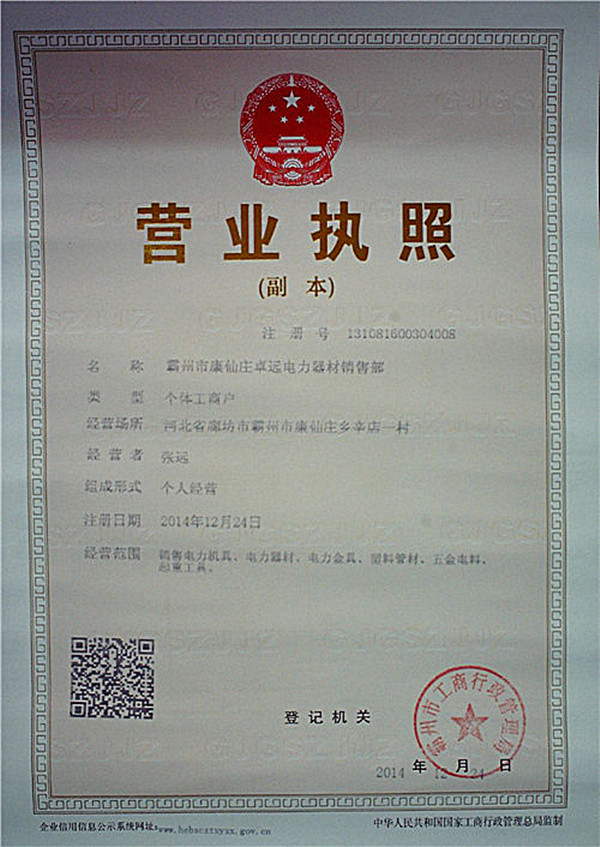 营业执照
(副 本)
注 册 号 131081600304008
名 称 霸州市康仙庄卓远电力器材销售部
类 型 个体工商户
经营场所 河北省廊坊市霸州市康仙庄乡辛店一村
经 营 者 张远
组成形式 个人经营
注册日期 2014年12月24日
经营范围 销售电力机具、电力器材、电力金具、塑料管材、五金电料、
起重工具。
登记机关
霸州市工商行政管理局
2014 年 12 月 24 日
企业信用信息公示系统网址:www.hebscztxyxx.gov.cn
中华人民共和国国家工商行政管理总局监制